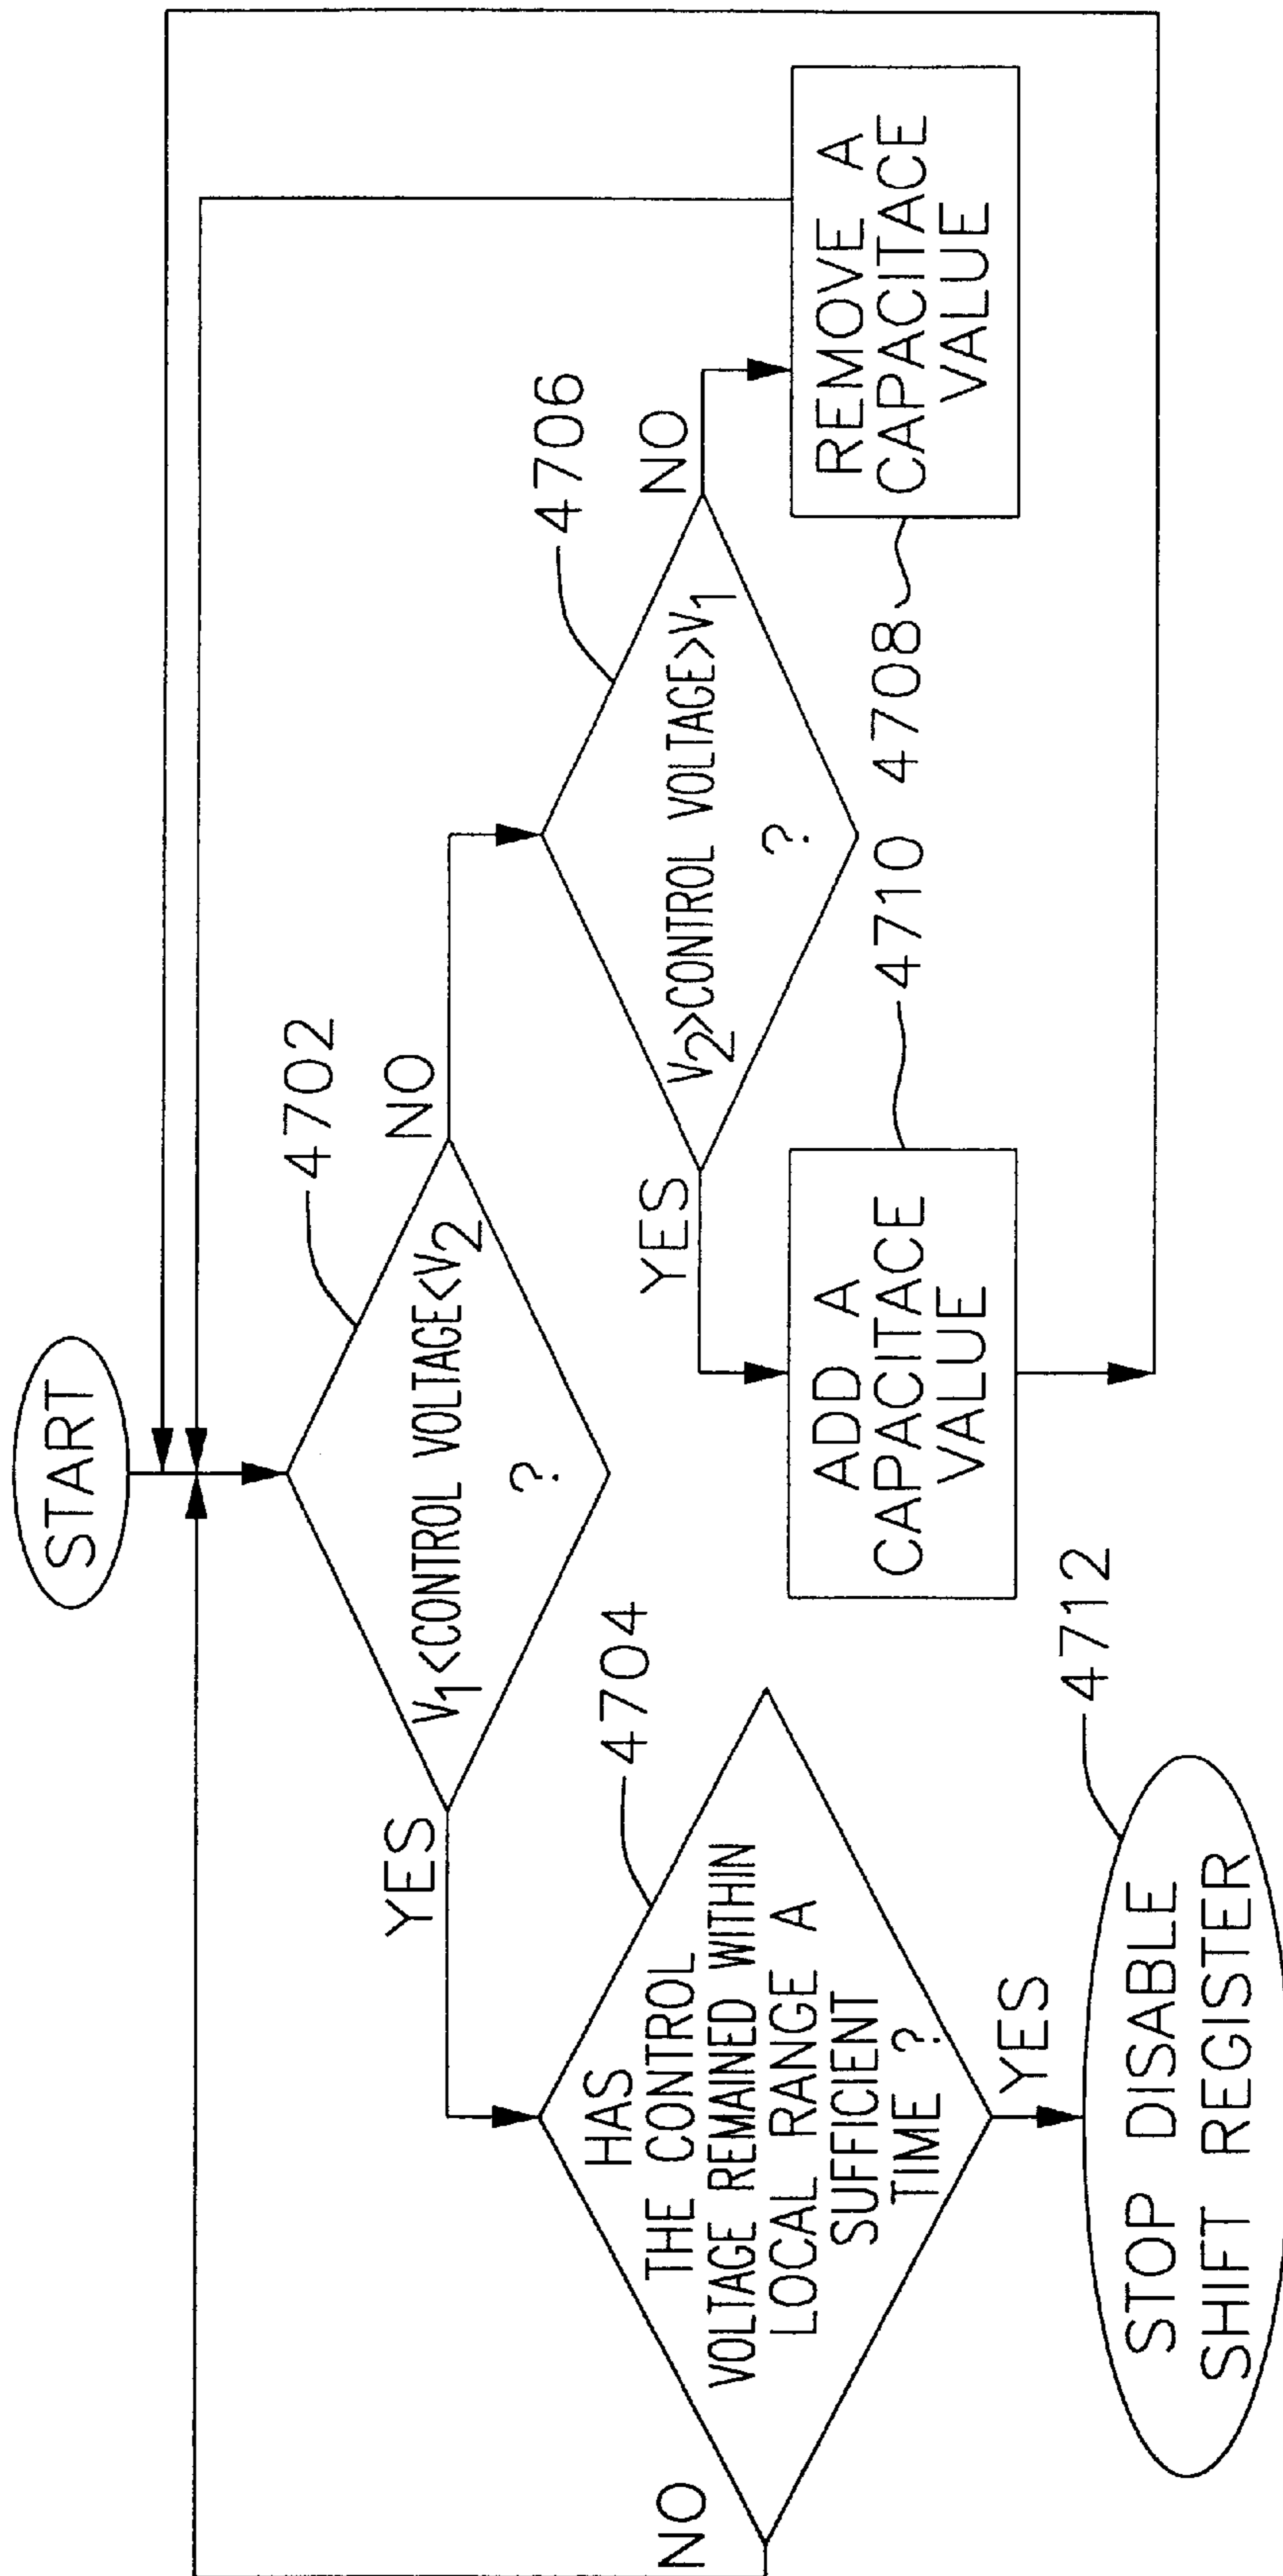 START
4702
V1<CONTROL VOLTAGE<V2
?
YES
NO
4704
HAS
THE CONTROL
VOLTAGE REMAINED WITHIN
LOCAL RANGE A
SUFFICIENT
TIME ?
NO
YES
4712
STOP DISABLE
SHIFT REGISTER
4706
V2>CONTROL VOLTAGE>V1
?
YES
NO
ADD A
CAPACITACE
VALUE
4710
4708
REMOVE A
CAPACITACE
VALUE